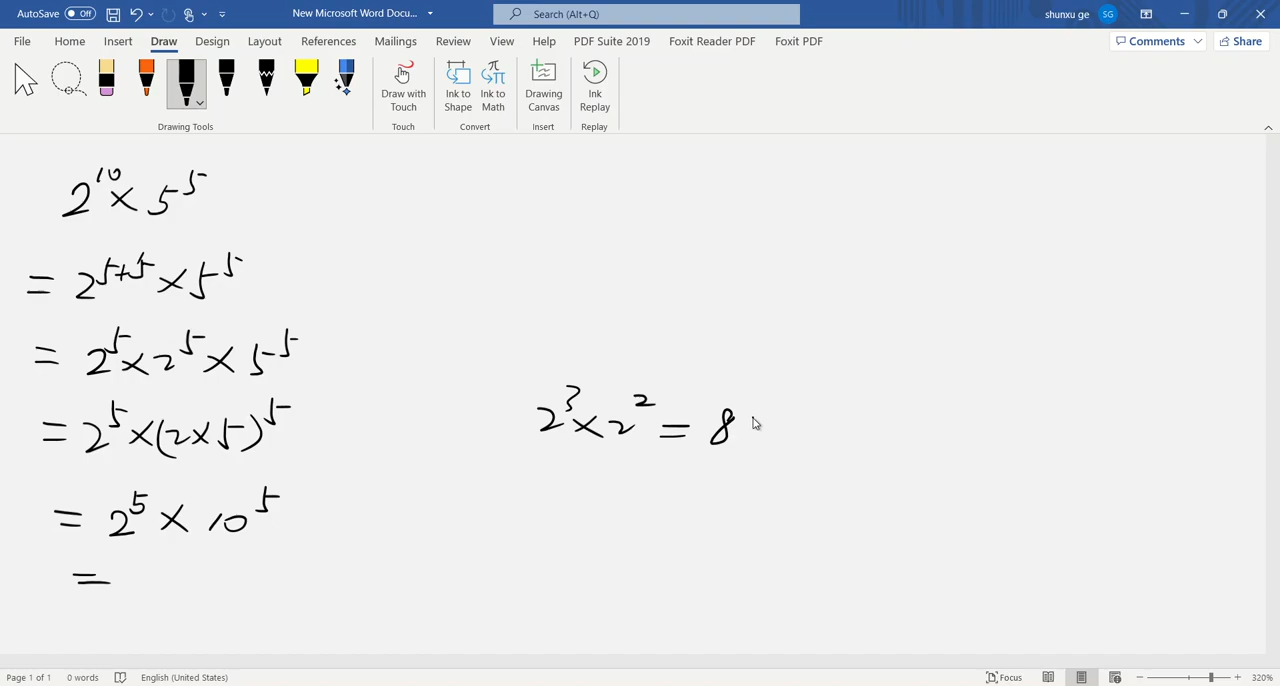 AutoSave Off New Microsoft Word Docu... Search (Alt+Q) shunxu ge SG
File Home Insert Draw Design Layout References Mailings Review View Help PDF Suite 2019 Foxit Reader PDF Foxit PDF Comments Share
Draw with Touch Ink to Shape Ink to Math Drawing Canvas Ink Replay
Drawing Tools Touch Convert Insert Replay
2^10 × 5^5
= 2^(5+5) × 5^5
= 2^5 × 2^5 × 5^5
= 2^5 × (2 × 5)^5
2^3 × 2^2 = 8
= 2^5 × 10^5
=
Page 1 of 1 0 words English (United States) Focus 320%